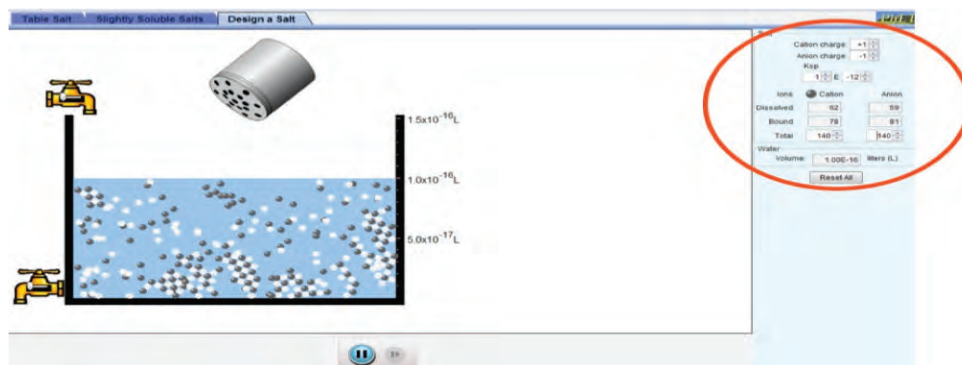 Table Salt Slightly Soluble Salts Design a Salt
Cation charge: +1
Anion charge: -1
Ksp
1 E -12
Ions: Cation Anion
Dissolved 62 59
Bound 78 81
Total 140 140
Water
Volume: 1.00E-16 liters (L)
Reset All
1.5x10⁻¹⁶L
1.0x10⁻¹⁶L
5.0x10⁻¹⁷L